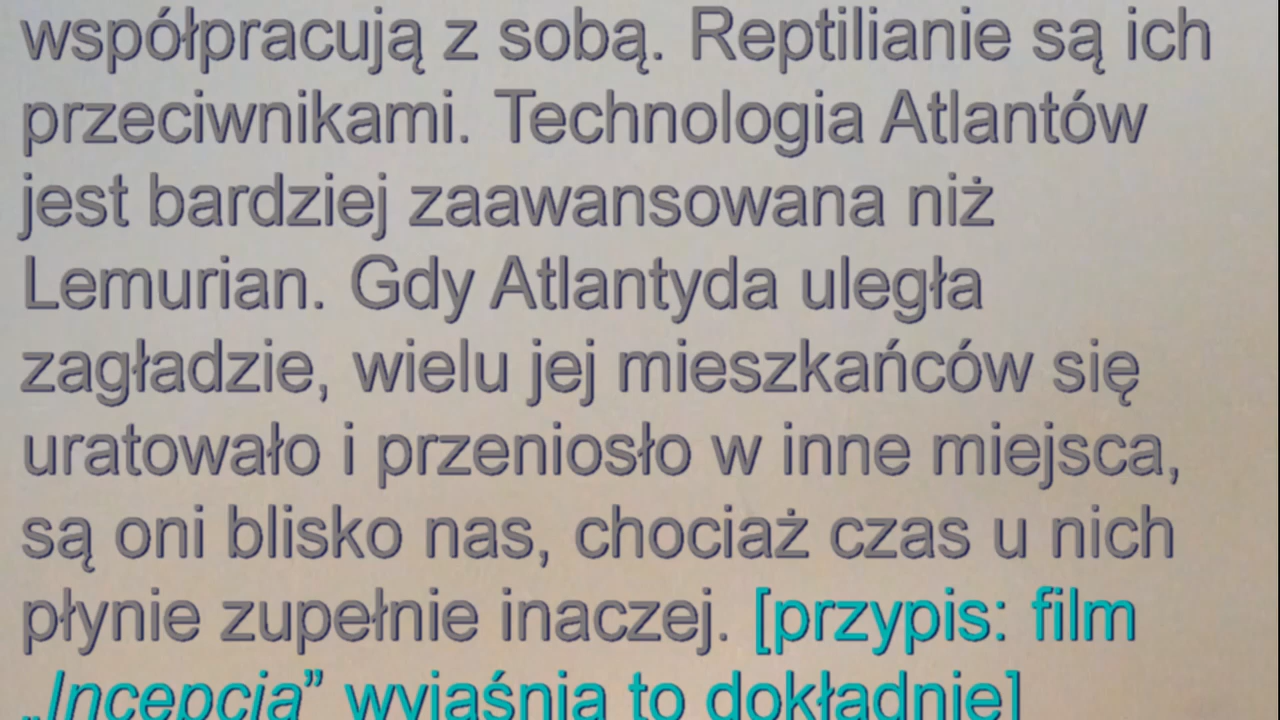 współpracują z sobą. Reptilianie są ich
przeciwnikami. Technologia Atlantów
jest bardziej zaawansowana niż
Lemurian. Gdy Atlantyda uległa
zagładzie, wielu jej mieszkańców się
uratowało i przeniosło w inne miejsca,
są oni blisko nas, chociaż czas u nich
płynie zupełnie inaczej. [przypis: film
„Incepcja” wyjaśnia to dokładnie]